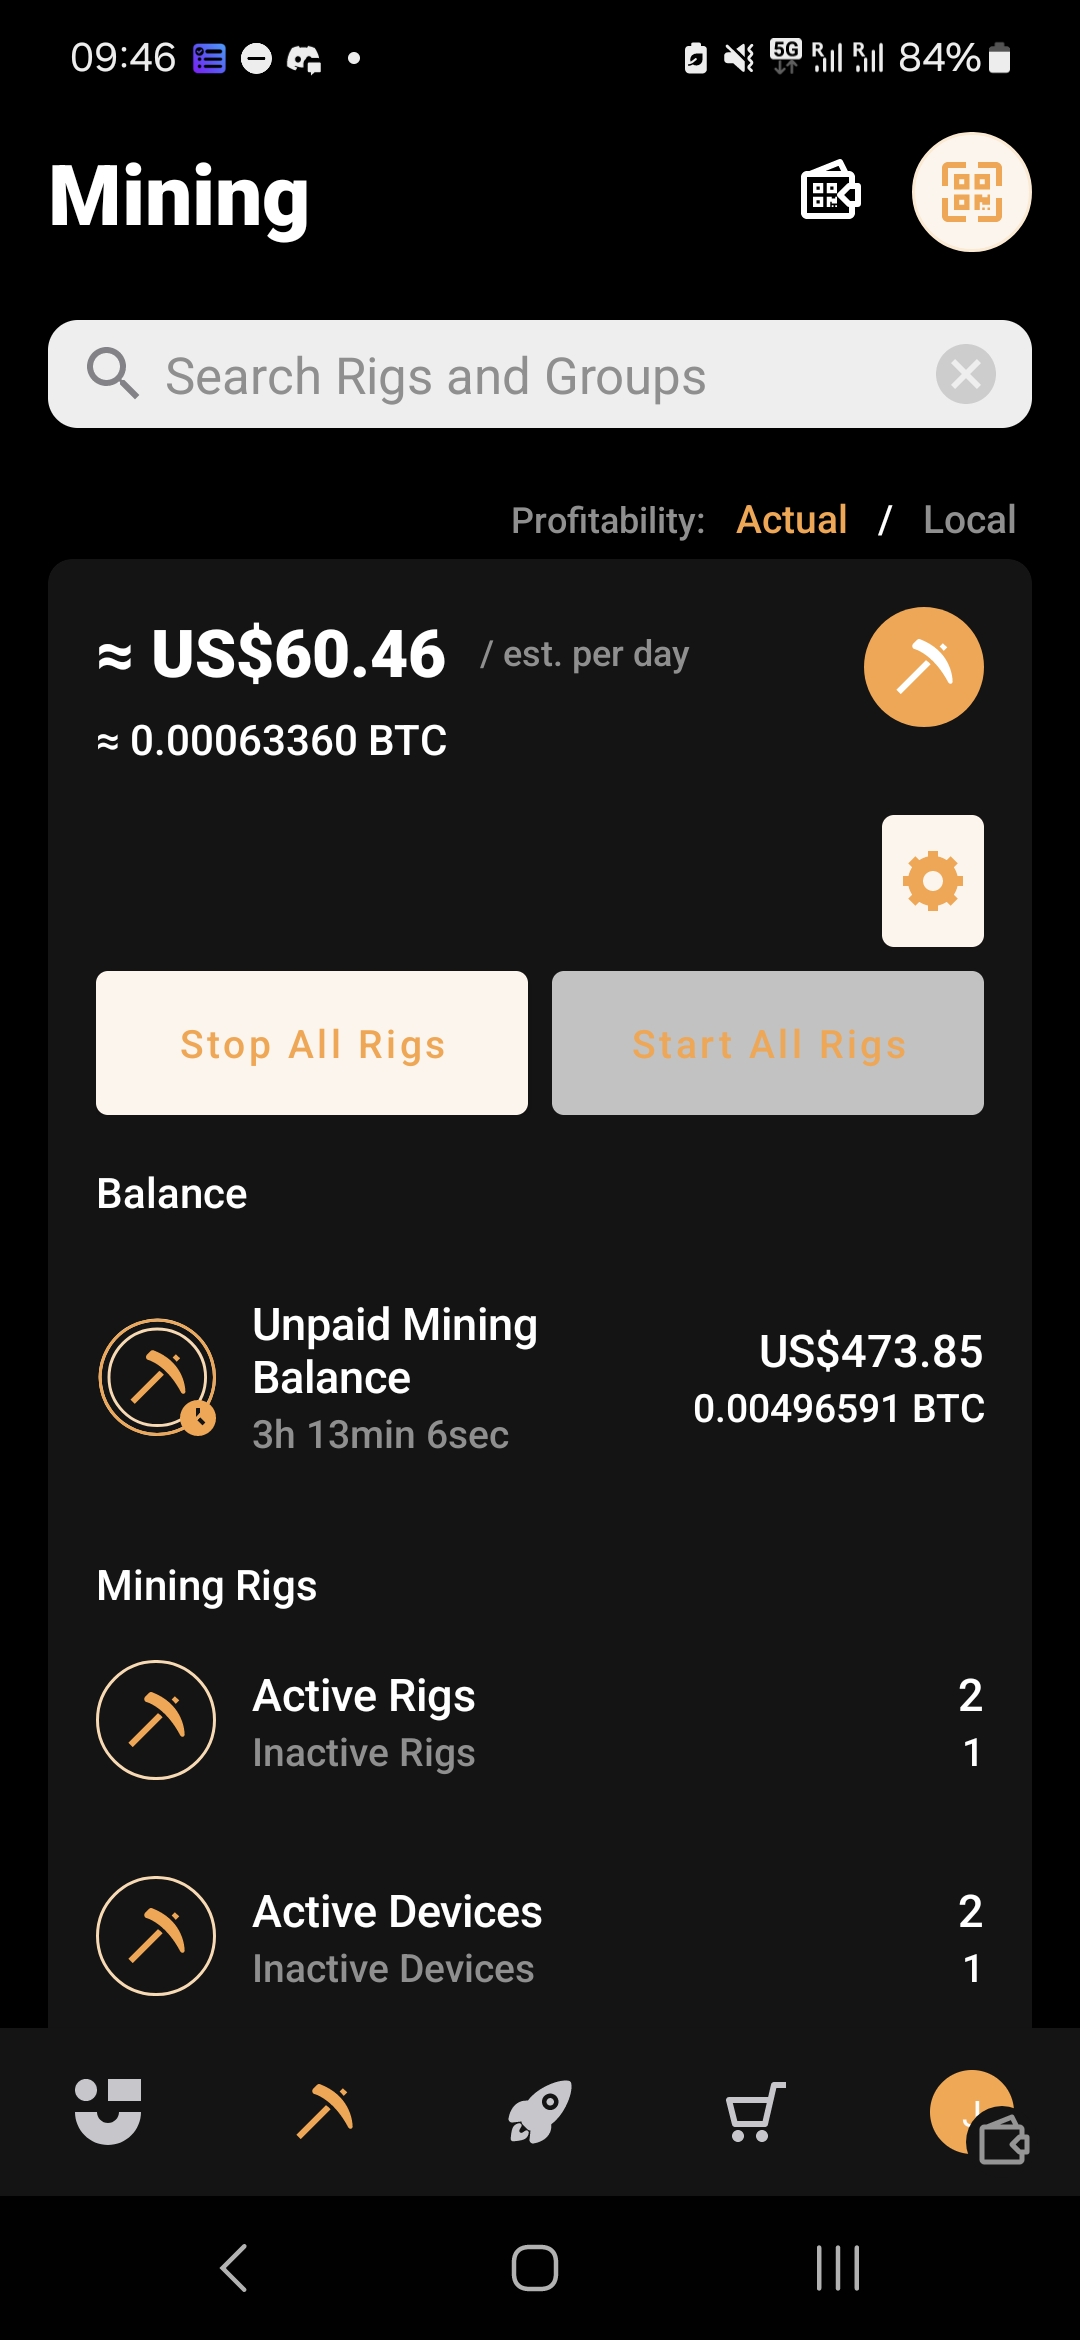 09:46
5G R R 84%
Mining
Search Rigs and Groups
Profitability: Actual / Local
≈ US$60.46 / est. per day
≈ 0.00063360 BTC
Stop All Rigs
Start All Rigs
Balance
Unpaid Mining
Balance
3h 13min 6sec
US$473.85
0.00496591 BTC
Mining Rigs
Active Rigs 2
Inactive Rigs 1
Active Devices 2
Inactive Devices 1